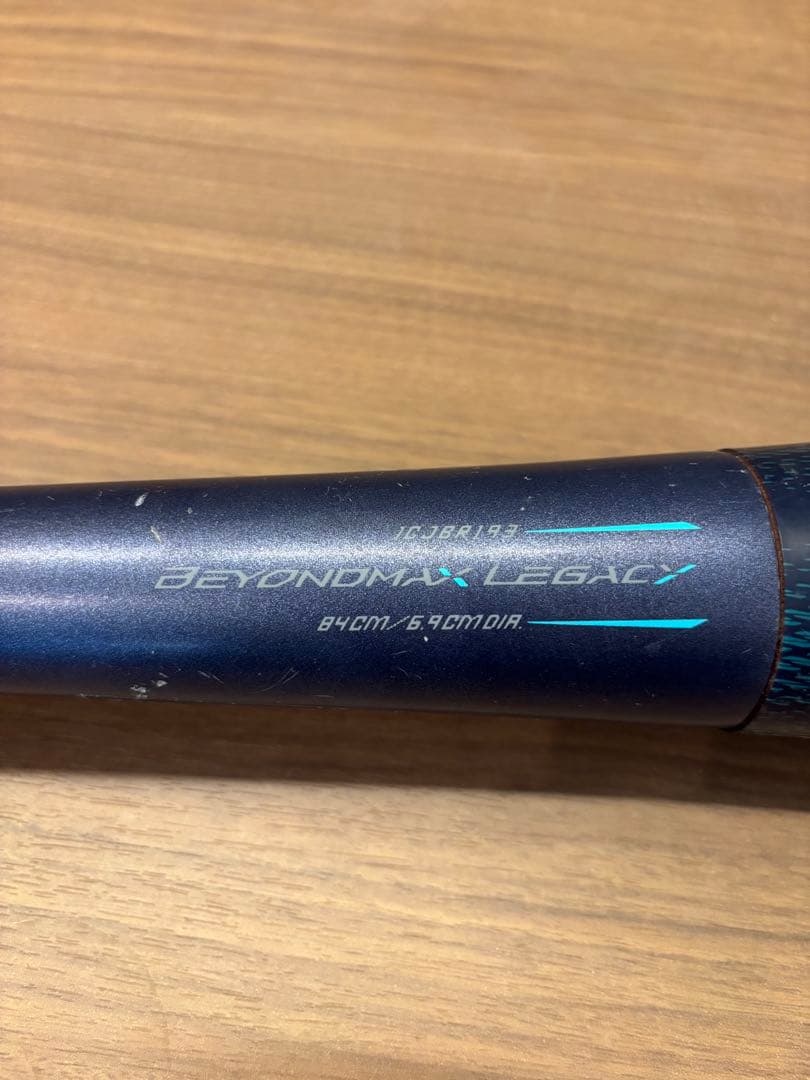 1CJBR193
BEYONDMAX LEGACY
84CM/6.9CM DIA.